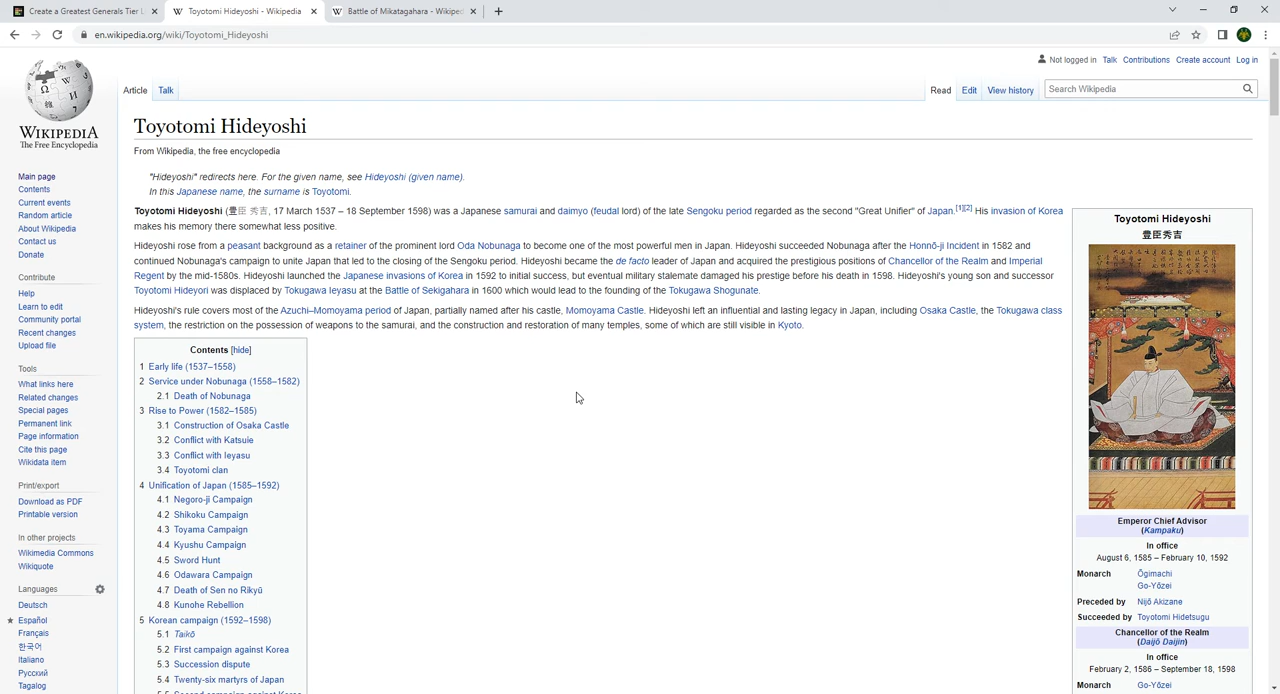 Create a Greatest Generals Tier L
Toyotomi Hideyoshi - Wikipedia
Battle of Mikatagahara - Wikiped
en.wikipedia.org/wiki/Toyotomi_Hideyoshi
Not logged in Talk Contributions Create account Log in
Article Talk
Read Edit View history Search Wikipedia
WIKIPEDIA
The Free Encyclopedia
Main page
Contents
Current events
Random article
About Wikipedia
Contact us
Donate
Contribute
Help
Learn to edit
Community portal
Recent changes
Upload file
Tools
What links here
Related changes
Special pages
Permanent link
Page information
Cite this page
Wikidata item
Print/export
Download as PDF
Printable version
In other projects
Wikimedia Commons
Wikiquote
Languages
Deutsch
Español
Français
한국어
Italiano
Русский
Tagalog
Toyotomi Hideyoshi
From Wikipedia, the free encyclopedia
"Hideyoshi" redirects here. For the given name, see Hideyoshi (given name).
In this Japanese name, the surname is Toyotomi.
Toyotomi Hideyoshi (豊臣 秀吉, 17 March 1537 – 18 September 1598) was a Japanese samurai and daimyo (feudal lord) of the late Sengoku period regarded as the second "Great Unifier" of Japan.[1][2] His invasion of Korea
makes his memory there somewhat less positive.
Hideyoshi rose from a peasant background as a retainer of the prominent lord Oda Nobunaga to become one of the most powerful men in Japan. Hideyoshi succeeded Nobunaga after the Honnō-ji Incident in 1582 and
continued Nobunaga's campaign to unite Japan that led to the closing of the Sengoku period. Hideyoshi became the de facto leader of Japan and acquired the prestigious positions of Chancellor of the Realm and Imperial
Regent by the mid-1580s. Hideyoshi launched the Japanese invasions of Korea in 1592 to initial success, but eventual military stalemate damaged his prestige before his death in 1598. Hideyoshi's young son and successor
Toyotomi Hideyori was displaced by Tokugawa Ieyasu at the Battle of Sekigahara in 1600 which would lead to the founding of the Tokugawa Shogunate.
Hideyoshi's rule covers most of the Azuchi–Momoyama period of Japan, partially named after his castle, Momoyama Castle. Hideyoshi left an influential and lasting legacy in Japan, including Osaka Castle, the Tokugawa class
system, the restriction on the possession of weapons to the samurai, and the construction and restoration of many temples, some of which are still visible in Kyoto.
Contents [hide]
1 Early life (1537–1558)
2 Service under Nobunaga (1558–1582)
2.1 Death of Nobunaga
3 Rise to Power (1582–1585)
3.1 Construction of Osaka Castle
3.2 Conflict with Katsuie
3.3 Conflict with Ieyasu
3.4 Toyotomi clan
4 Unification of Japan (1585–1592)
4.1 Negoro-ji Campaign
4.2 Shikoku Campaign
4.3 Toyama Campaign
4.4 Kyushu Campaign
4.5 Sword Hunt
4.6 Odawara Campaign
4.7 Death of Sen no Rikyū
4.8 Kunohe Rebellion
5 Korean campaign (1592–1598)
5.1 Taikō
5.2 First campaign against Korea
5.3 Succession dispute
5.4 Twenty-six martyrs of Japan
5.5 Second campaign against Korea
Toyotomi Hideyoshi
豊臣秀吉
Emperor Chief Advisor
(Kampaku)
In office
August 6, 1585 – February 10, 1592
Monarch Ōgimachi
Go-Yōzei
Preceded by Nijō Akizane
Succeeded by Toyotomi Hidetsugu
Chancellor of the Realm
(Daijō Daijin)
In office
February 2, 1586 – September 18, 1598
Monarch Go-Yōzei